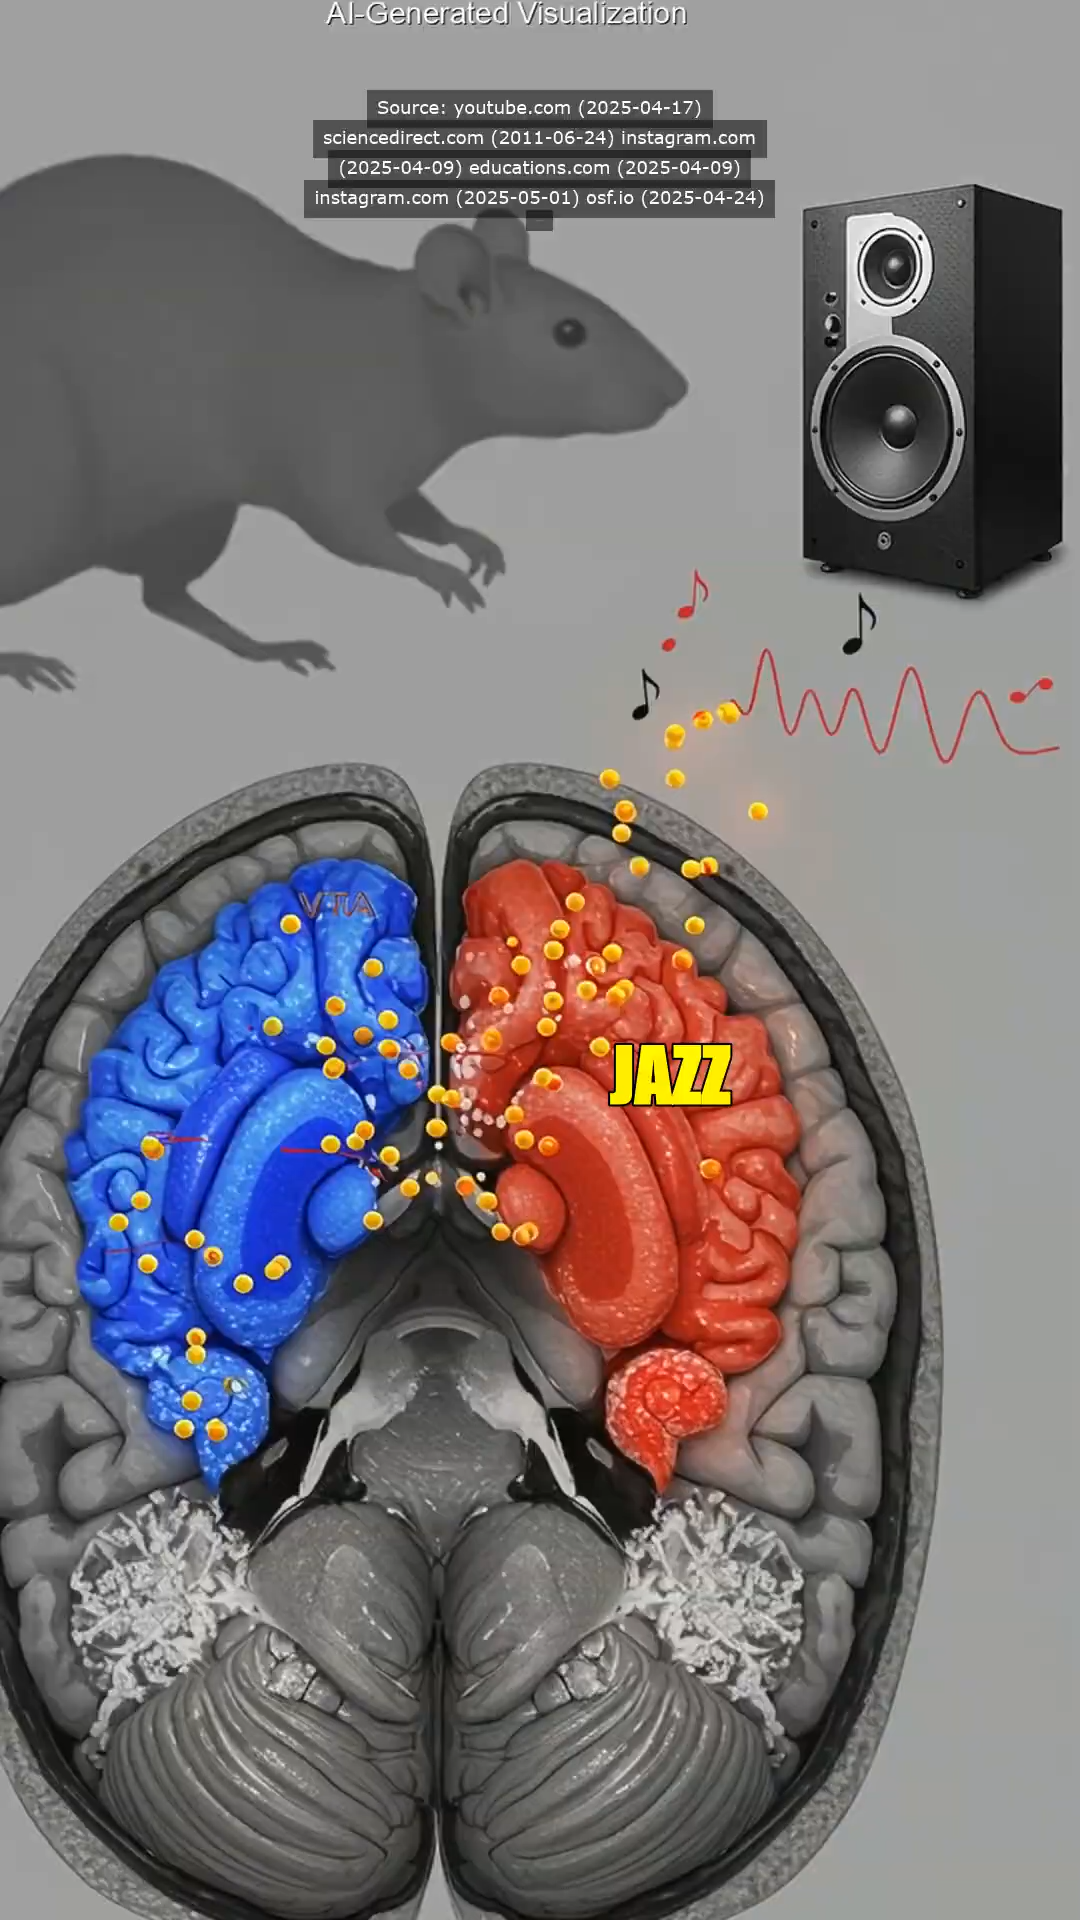 AI-Generated Visualization
Source: youtube.com (2025-04-17)
sciencedirect.com (2011-06-24) instagram.com
(2025-04-09) educations.com (2025-04-09)
instagram.com (2025-05-01) osf.io (2025-04-24)
VTA
JAZZ